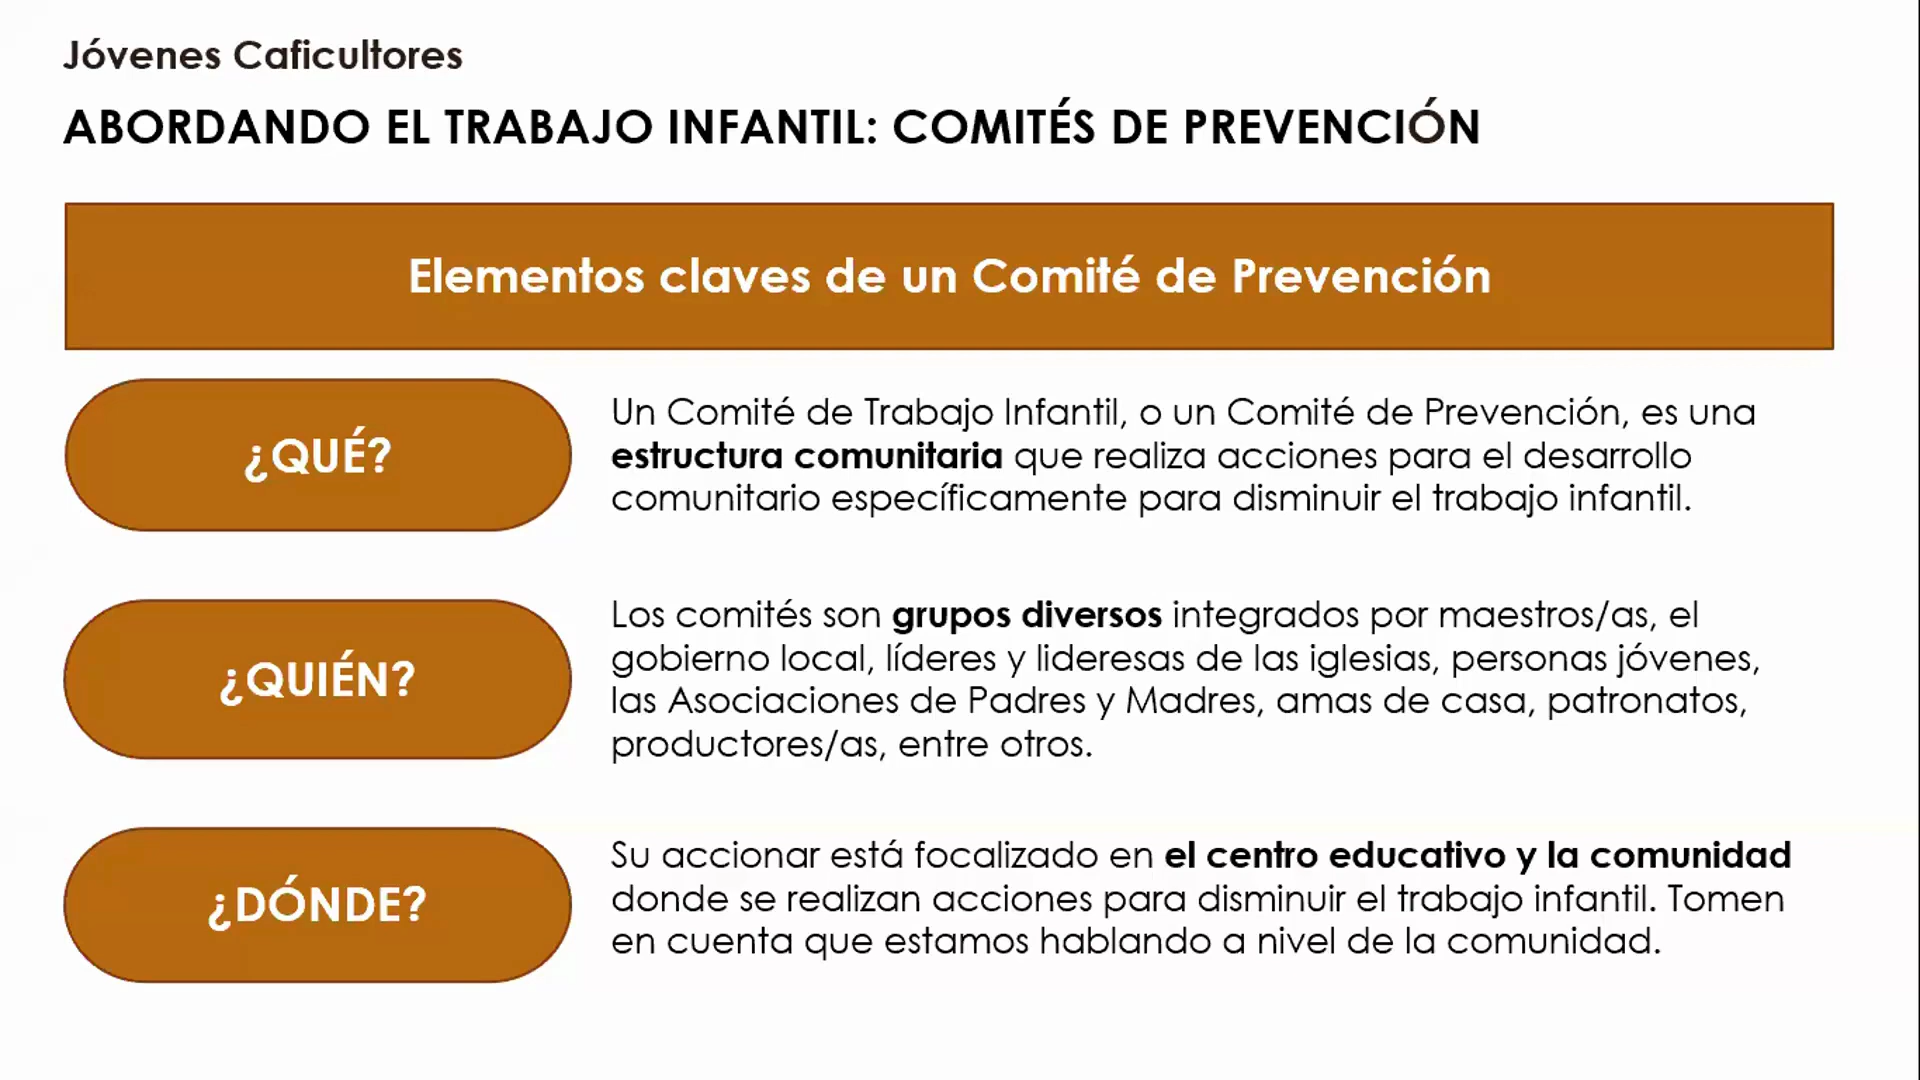 Jóvenes Caficultores
ABORDANDO EL TRABAJO INFANTIL: COMITÉS DE PREVENCIÓN
Elementos claves de un Comité de Prevención
¿QUÉ?
Un Comité de Trabajo Infantil, o un Comité de Prevención, es una
estructura comunitaria que realiza acciones para el desarrollo
comunitario específicamente para disminuir el trabajo infantil.
¿QUIÉN?
Los comités son grupos diversos integrados por maestros/as, el
gobierno local, líderes y lideresas de las iglesias, personas jóvenes,
las Asociaciones de Padres y Madres, amas de casa, patronatos,
productores/as, entre otros.
¿DÓNDE?
Su accionar está focalizado en el centro educativo y la comunidad
donde se realizan acciones para disminuir el trabajo infantil. Tomen
en cuenta que estamos hablando a nivel de la comunidad.